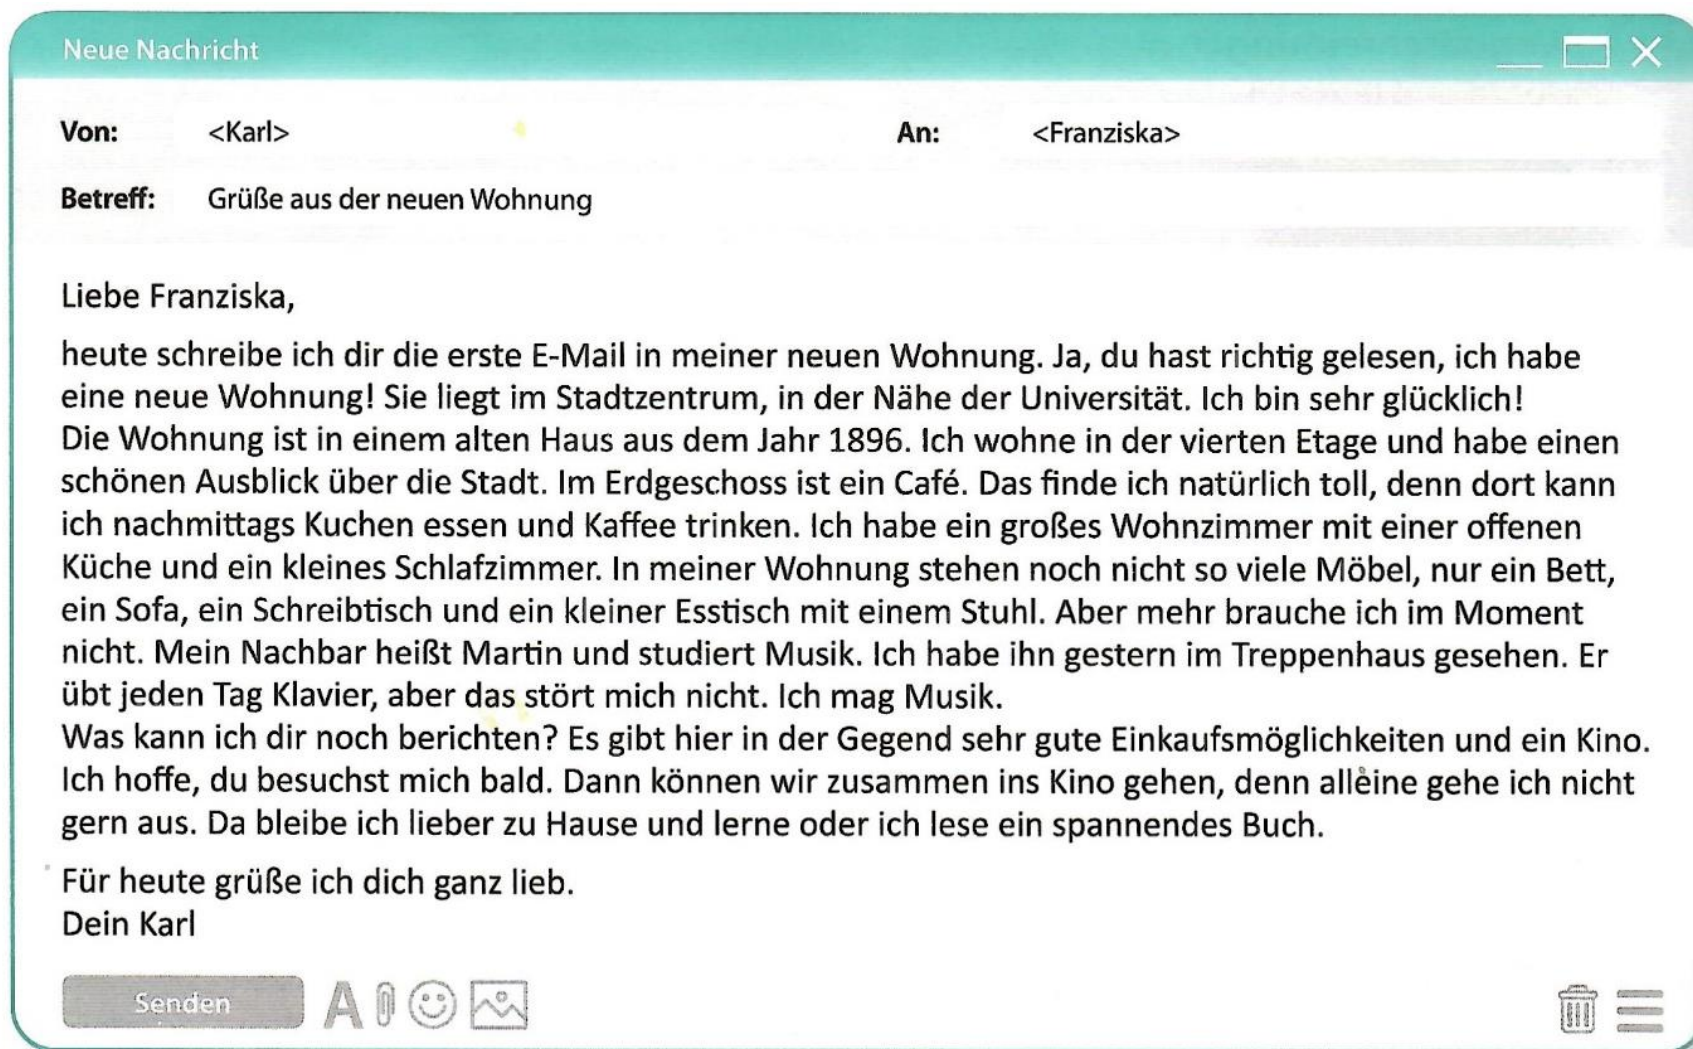 Neue Nachricht
Von: <Karl> An: <Franziska>
Betreff: Grüße aus der neuen Wohnung
Liebe Franziska,
heute schreibe ich dir die erste E-Mail in meiner neuen Wohnung. Ja, du hast richtig gelesen, ich habe
eine neue Wohnung! Sie liegt im Stadtzentrum, in der Nähe der Universität. Ich bin sehr glücklich!
Die Wohnung ist in einem alten Haus aus dem Jahr 1896. Ich wohne in der vierten Etage und habe einen
schönen Ausblick über die Stadt. Im Erdgeschoss ist ein Café. Das finde ich natürlich toll, denn dort kann
ich nachmittags Kuchen essen und Kaffee trinken. Ich habe ein großes Wohnzimmer mit einer offenen
Küche und ein kleines Schlafzimmer. In meiner Wohnung stehen noch nicht so viele Möbel, nur ein Bett,
ein Sofa, ein Schreibtisch und ein kleiner Esstisch mit einem Stuhl. Aber mehr brauche ich im Moment
nicht. Mein Nachbar heißt Martin und studiert Musik. Ich habe ihn gestern im Treppenhaus gesehen. Er
übt jeden Tag Klavier, aber das stört mich nicht. Ich mag Musik.
Was kann ich dir noch berichten? Es gibt hier in der Gegend sehr gute Einkaufsmöglichkeiten und ein Kino.
Ich hoffe, du besuchst mich bald. Dann können wir zusammen ins Kino gehen, denn alleine gehe ich nicht
gern aus. Da bleibe ich lieber zu Hause und lerne oder ich lese ein spannendes Buch.
Für heute grüße ich dich ganz lieb.
Dein Karl
Senden A